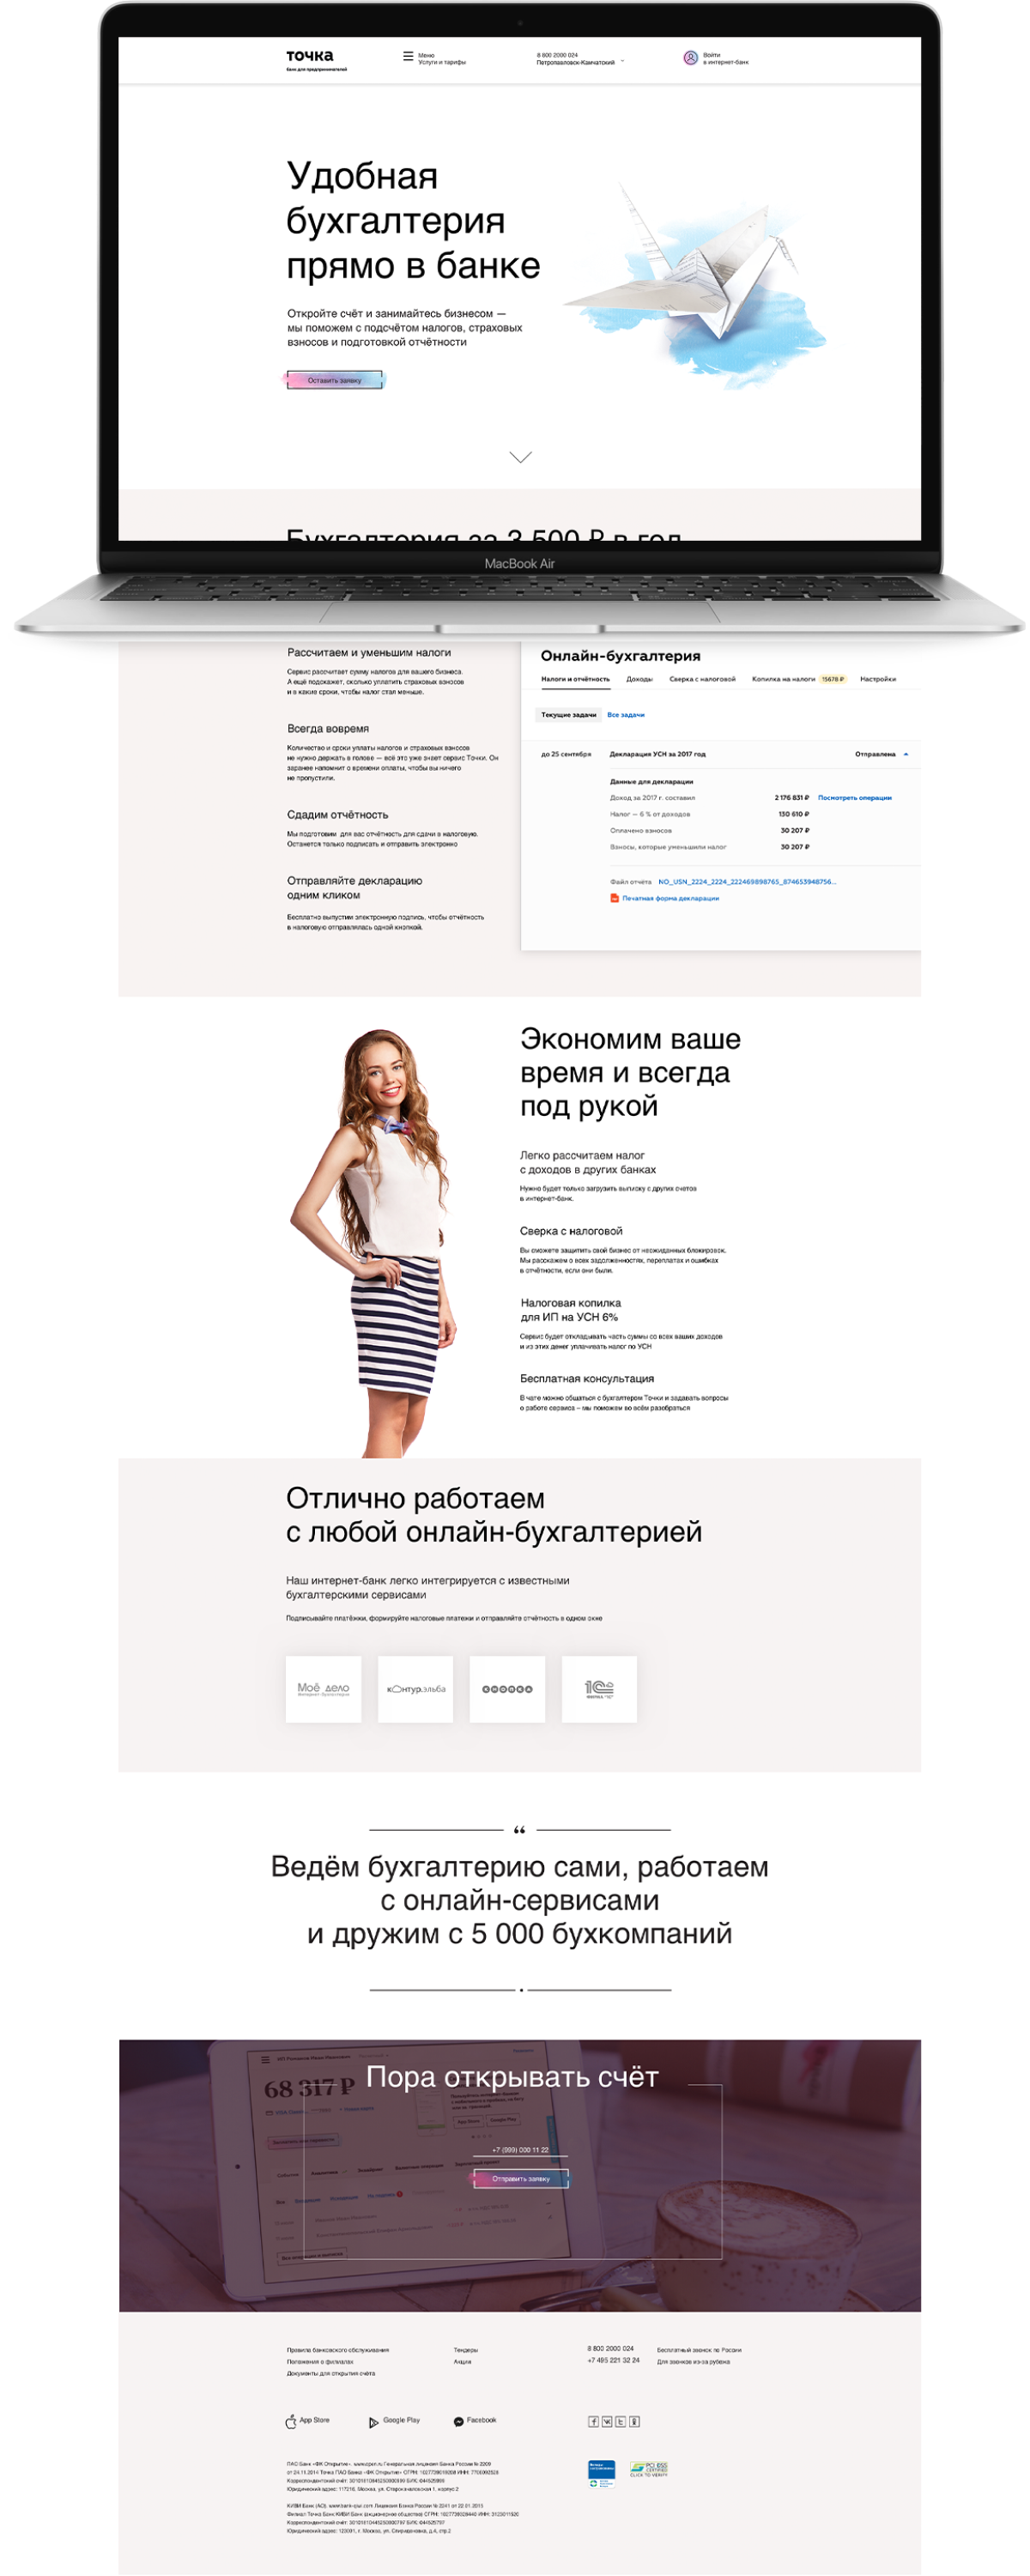 точка
банк для предпринимателей
Меню
Услуги и тарифы
8 800 2000 024
Петропавловск-Камчатский
Войти
в интернет-банк
Удобная
бухгалтерия
прямо в банке
Откройте счёт и занимайтесь бизнесом —
мы поможем с подсчётом налогов, страховых
взносов и подготовкой отчётности
Оставить заявку
Бухгалтерия за 3 500 ₽ в год
MacBook Air
Рассчитаем и уменьшим налоги
Сервис рассчитает сумму налогов для вашего бизнеса.
А ещё подскажет, сколько уплатить страховых взносов
и в какие сроки, чтобы налог стал меньше.
Всегда вовремя
Количество и сроки уплаты налогов и страховых взносов
не нужно держать в голове — всё это уже знает сервис Точки. Он
заранее напомнит о времени оплаты, чтобы вы ничего
не пропустили.
Сдадим отчётность
Мы подготовим для вас отчётность для сдачи в налоговую.
Останется только подписать и отправить электронно
Отправляйте декларацию
одним кликом
Бесплатно выпустим электронную подпись, чтобы отчётность
в налоговую отправлялась одной кнопкой.
Онлайн-бухгалтерия
Налоги и отчётность Доходы Сверка с налоговой Копилка на налоги 15678 ₽ Настройки
Текущие задачи Все задачи
до 25 сентября Декларация УСН за 2017 год Отправлена
Данные для декларации
Доход за 2017 г. составил 2 176 831 ₽ Посмотреть операции
Налог — 6 % от доходов 130 610 ₽
Оплачено взносов 30 207 ₽
Взносы, которые уменьшили налог 30 207 ₽
Файл отчёта NO_USN_2224_2224_222469898765_874653948756...
Печатная форма декларации
Экономим ваше
время и всегда
под рукой
Легко рассчитаем налог
с доходов в других банках
Нужно будет только загрузить выписку с других счетов
в интернет-банк.
Сверка с налоговой
Вы сможете защитить свой бизнес от неожиданных блокировок.
Мы расскажем о всех задолженностях, переплатах и ошибках
в отчётности, если они были.
Налоговая копилка
для ИП на УСН 6%
Сервис будет откладывать часть суммы со всех ваших доходов
и из этих денег уплачивать налог по УСН
Бесплатная консультация
В чате можно общаться с бухгалтером Точки и задавать вопросы
о работе сервиса – мы поможем во всём разобраться
Отлично работаем
с любой онлайн-бухгалтерией
Наш интернет-банк легко интегрируется с известными
бухгалтерскими сервисами
Подписывайте платёжки, формируйте налоговые платежи и отправляйте отчётность в одном окне
Моё дело
контур.эльба
кнопка
1С
“
Ведём бухгалтерию сами, работаем
с онлайн-сервисами
и дружим с 5 000 бухкомпаний
68 317 ₽
App Store Google Play
Пора открывать счёт
+7 (999) 000 11 22
Отправить заявку
Правила банковского обслуживания
Положения о филиалах
Документы для открытия счёта
Тендеры
Акции
8 800 2000 024 Бесплатный звонок по России
+7 495 221 32 24 Для звонков из-за рубежа
App Store
Google Play
Facebook
PCI DSS
CERTIFIED
CLICK TO VERIFY